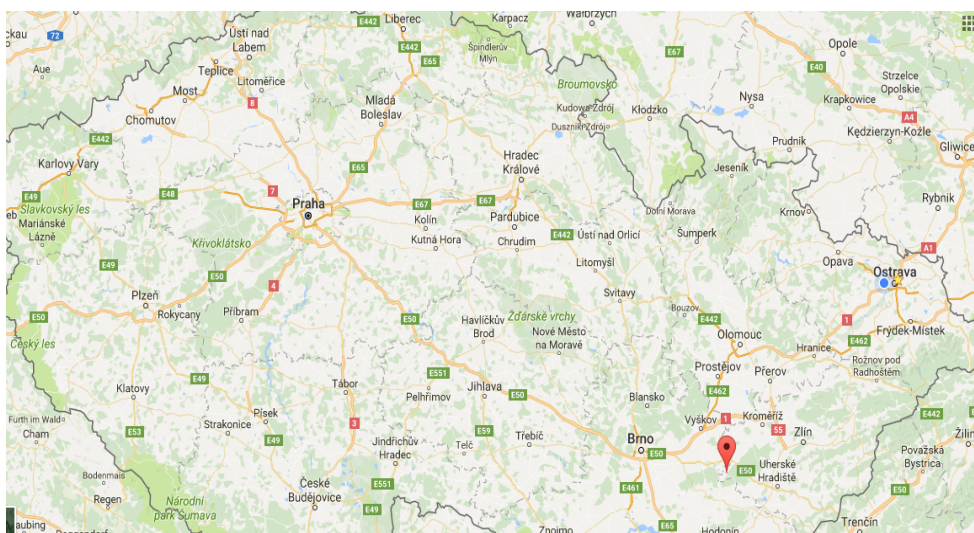 ckau
72
Aue
Ústí nad
Labem
Teplice
Litoměřice
Most
Chomutov
8
E442
Liberec
E442
E65
Karpacz
Špindlerův
Mlýn
Wałbrzych
E67
Broumovsko
Kudowa-Zdrój
Duszniki-Zdrój
Kłodzko
Nysa
Opole
E40
Strzelce
Opolskie
Krapkowice
A4
Kędzierzyn-Koźle
Prudnik
Gliwice
E442
Karlovy Vary
Mladá
Boleslav
E65
Hradec
Králové
Jeseník
Rybnik
E49
Slavkovský les
Mariánské
Lázně
E48
7
Praha
E67
E67
Kolín
Pardubice
Dolní Morava
Krnov
Křivoklátsko
Kutná Hora
Chrudim
E442
Ústí nad Orlicí
Šumperk
A1
E49
Litomyšl
Opava
Ostrava
E50
4
Plzeň
Rokycany
Příbram
Svitavy
Bouzov
E50
Český les
E50
Havlíčkův
Brod
Žďárské vrchy
Nové Město
na Moravě
E442
Olomouc
1
Hranice
E462
Frýdek-Místek
Rožnov pod
Radhoštěm
Prostějov
Přerov
E49
Tábor
E551
Pelhřimov
Jihlava
E50
E462
Klatovy
Blansko
Furth im Wald
Cham
E53
Strakonice
Písek
E49
3
Jindřichův
Hradec
Telč
E59
Třebíč
Brno
E50
Vyškov
1
Kroměříž
55
Zlín
E442
Žilin
Považská
Bystrica
Bodenmais
Regen
Národní
park Šumava
České
Budějovice
E551
E49
E461
E50
Uherské
Hradiště
E50
Trenčín
aubing
Deggendorf
Znojmo
E65
Hodonín